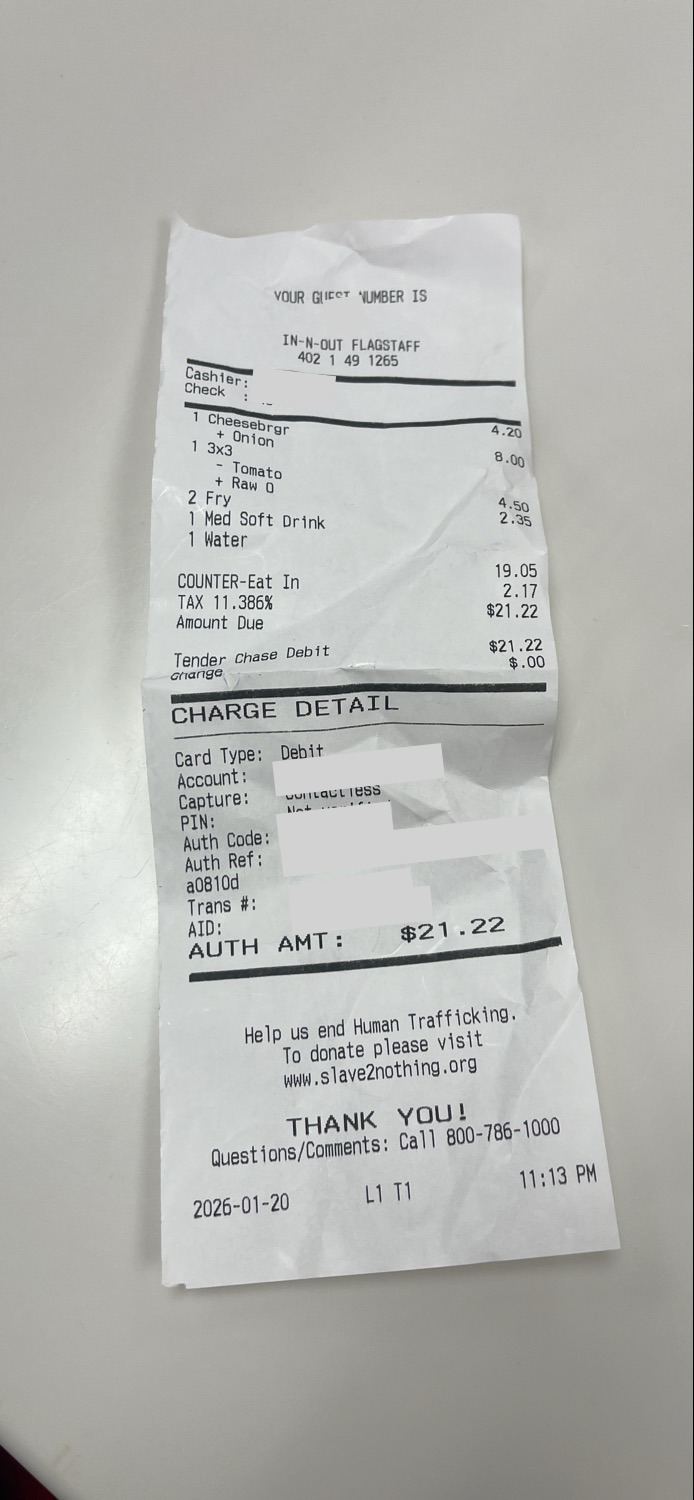 YOUR GUEST NUMBER IS
IN-N-OUT FLAGSTAFF
402 1 49 1265
Cashier:
Check :
1 Cheesebrgr 4.20
+ Onion
1 3x3 8.00
- Tomato
+ Raw O
2 Fry 4.50
1 Med Soft Drink 2.35
1 Water
COUNTER-Eat In 19.05
TAX 11.386% 2.17
Amount Due $21.22
Tender Chase Debit $21.22
Change $.00
CHARGE DETAIL
Card Type: Debit
Account:
Capture: Contactless
PIN: Not
Auth Code:
Auth Ref:
a0810d
Trans #:
AID:
AUTH AMT: $21.22
Help us end Human Trafficking.
To donate please visit
www.slave2nothing.org
THANK YOU!
Questions/Comments: Call 800-786-1000
2026-01-20 L1 T1 11:13 PM